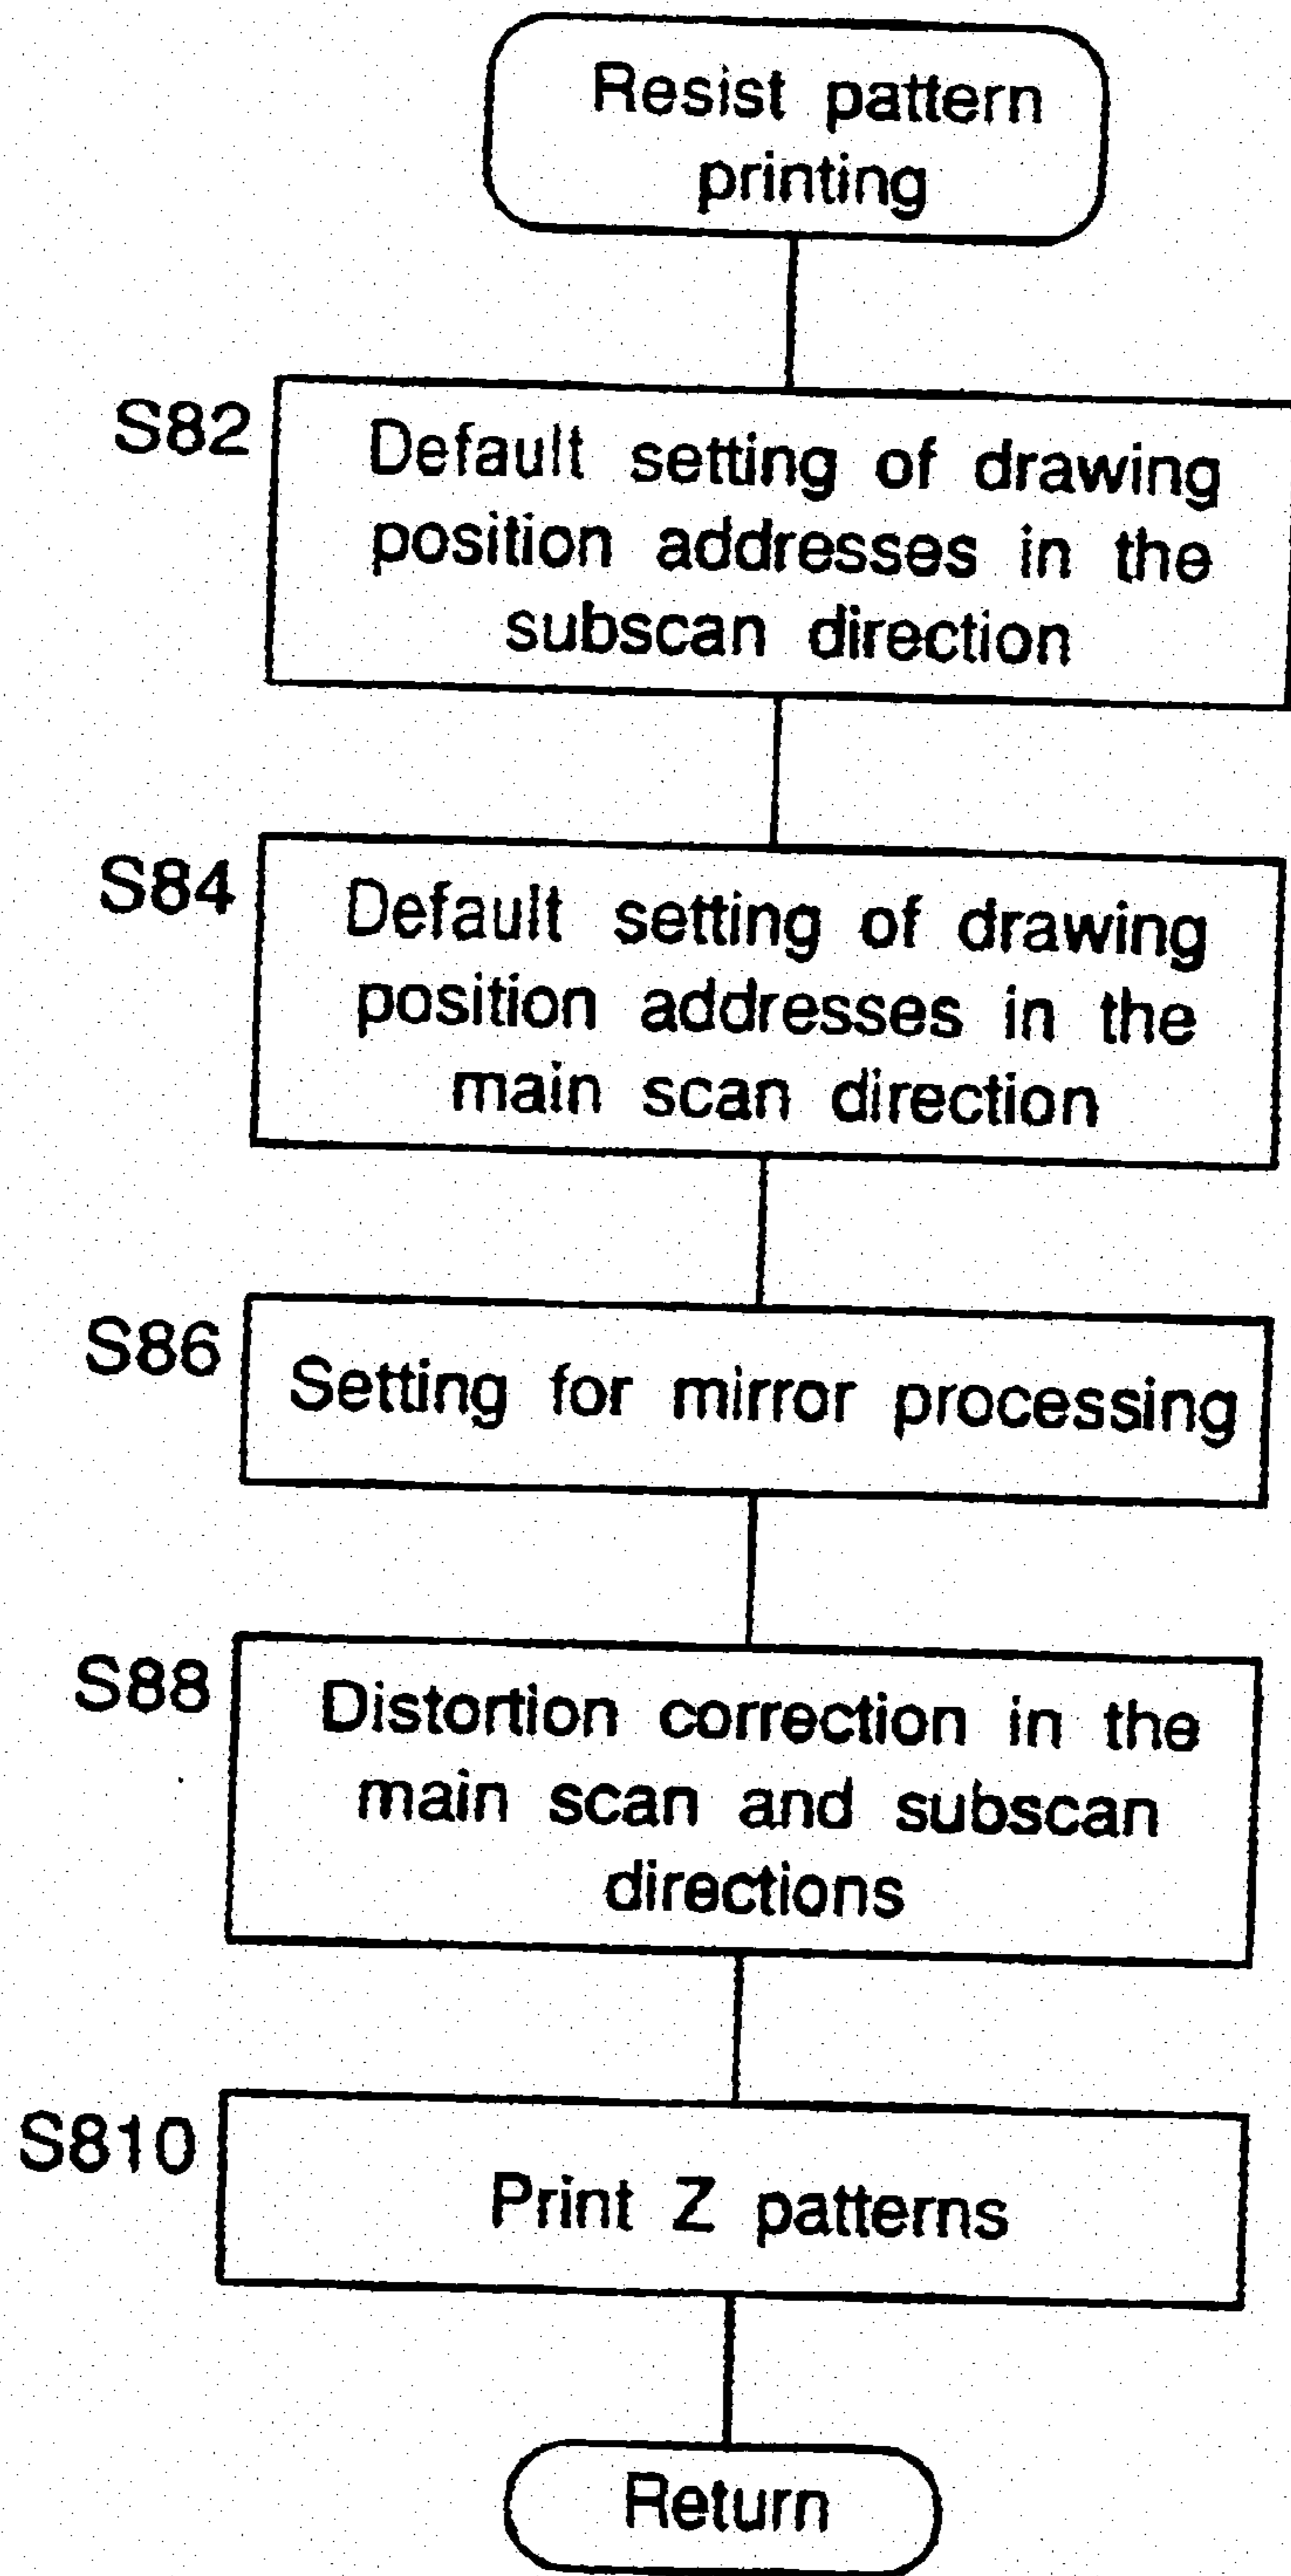 Resist pattern
printing
S82
Default setting of drawing
position addresses in the
subscan direction
S84
Default setting of drawing
position addresses in the
main scan direction
S86
Setting for mirror processing
S88
Distortion correction in the
main scan and subscan
directions
S810
Print Z patterns
Return